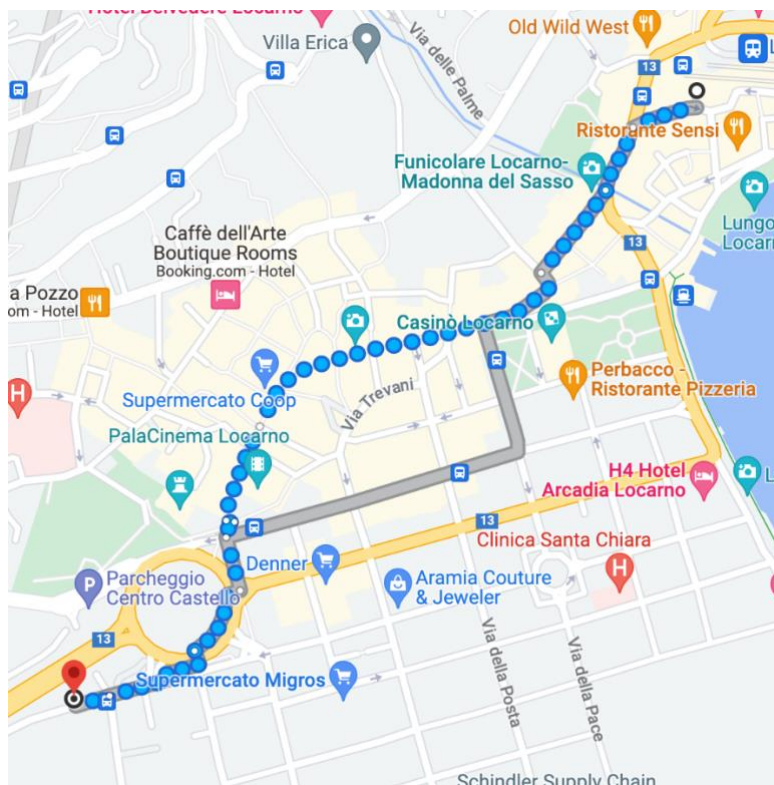 Hotel Belvedere Locarno
Villa Erica
Via delle Palme
Old Wild West
13
L
Ristorante Sensi
Funicolare Locarno-
Madonna del Sasso
Lungo
Locarn
13
Caffè dell'Arte
Boutique Rooms
Booking.com - Hotel
a Pozzo
om - Hotel
Casinò Locarno
Perbacco -
Ristorante Pizzeria
H
Supermercato Coop
Via Trevani
PalaCinema Locarno
H4 Hotel
Arcadia Locarno
L
13
Clinica Santa Chiara
H
Denner
P
Parcheggio
Centro Castello
Aramia Couture
& Jeweler
13
Via della Posta
Via della Pace
Supermercato Migros
Schindler Supply Chain